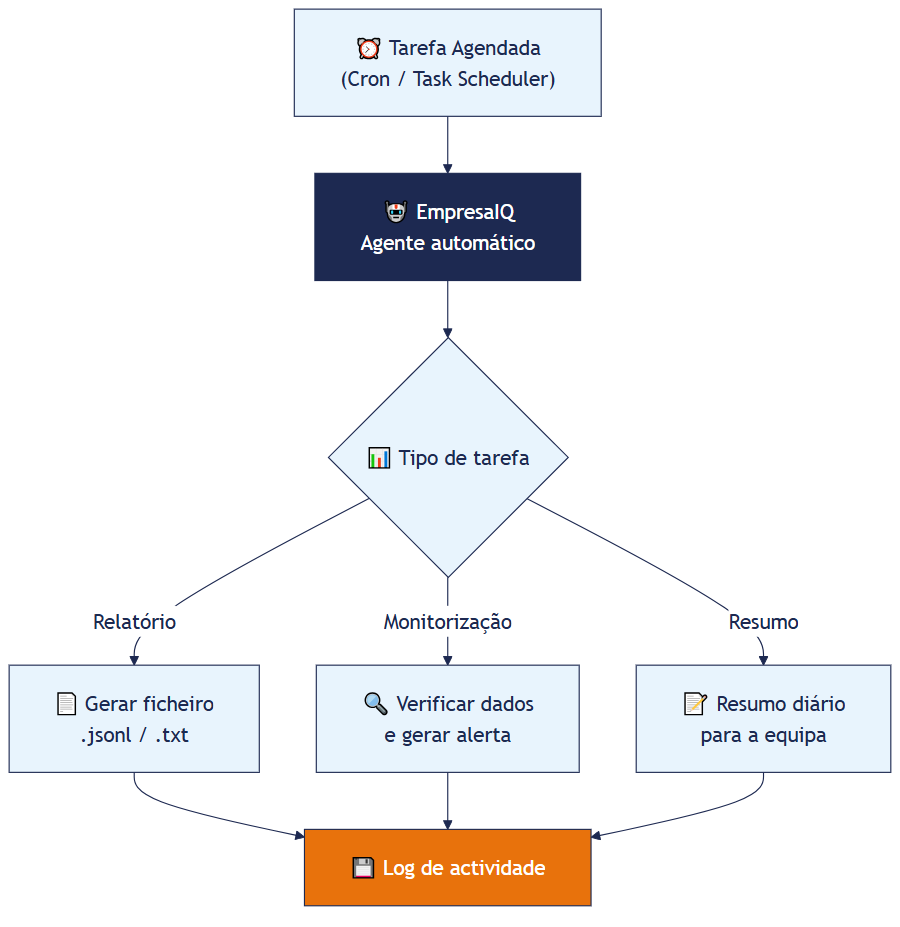 ⏰ Tarefa Agendada
(Cron / Task Scheduler)
🤖 EmpresaIQ
Agente automático
📊 Tipo de tarefa
Relatório
Monitorização
Resumo
📄 Gerar ficheiro
.jsonl / .txt
🔍 Verificar dados
e gerar alerta
📝 Resumo diário
para a equipa
💾 Log de actividade